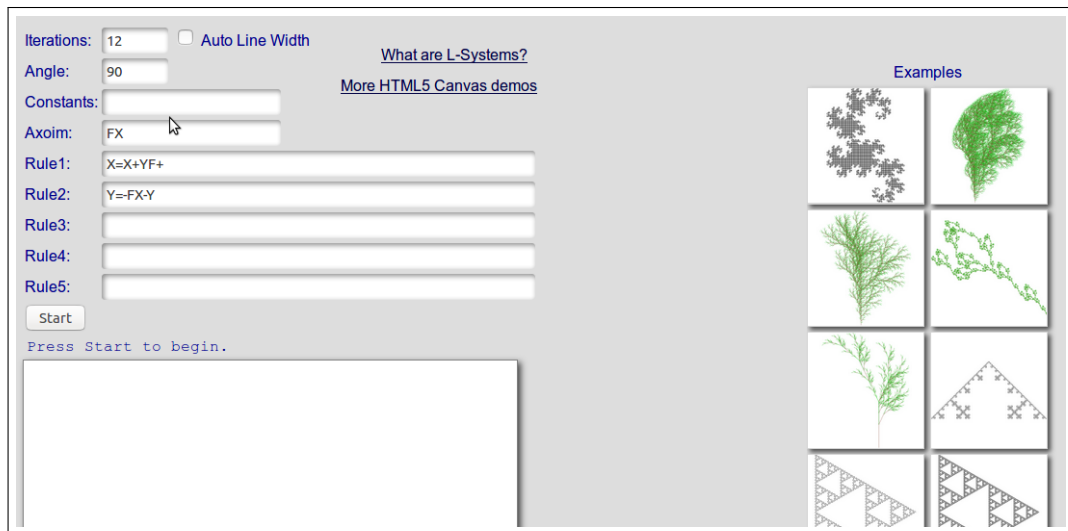 Iterations: 12 Auto Line Width
What are L-Systems?
Angle: 90
More HTML5 Canvas demos
Constants:
Axoim: FX
Rule1: X=X+YF+
Rule2: Y=-FX-Y
Rule3:
Rule4:
Rule5:
Start
Press Start to begin.
Examples